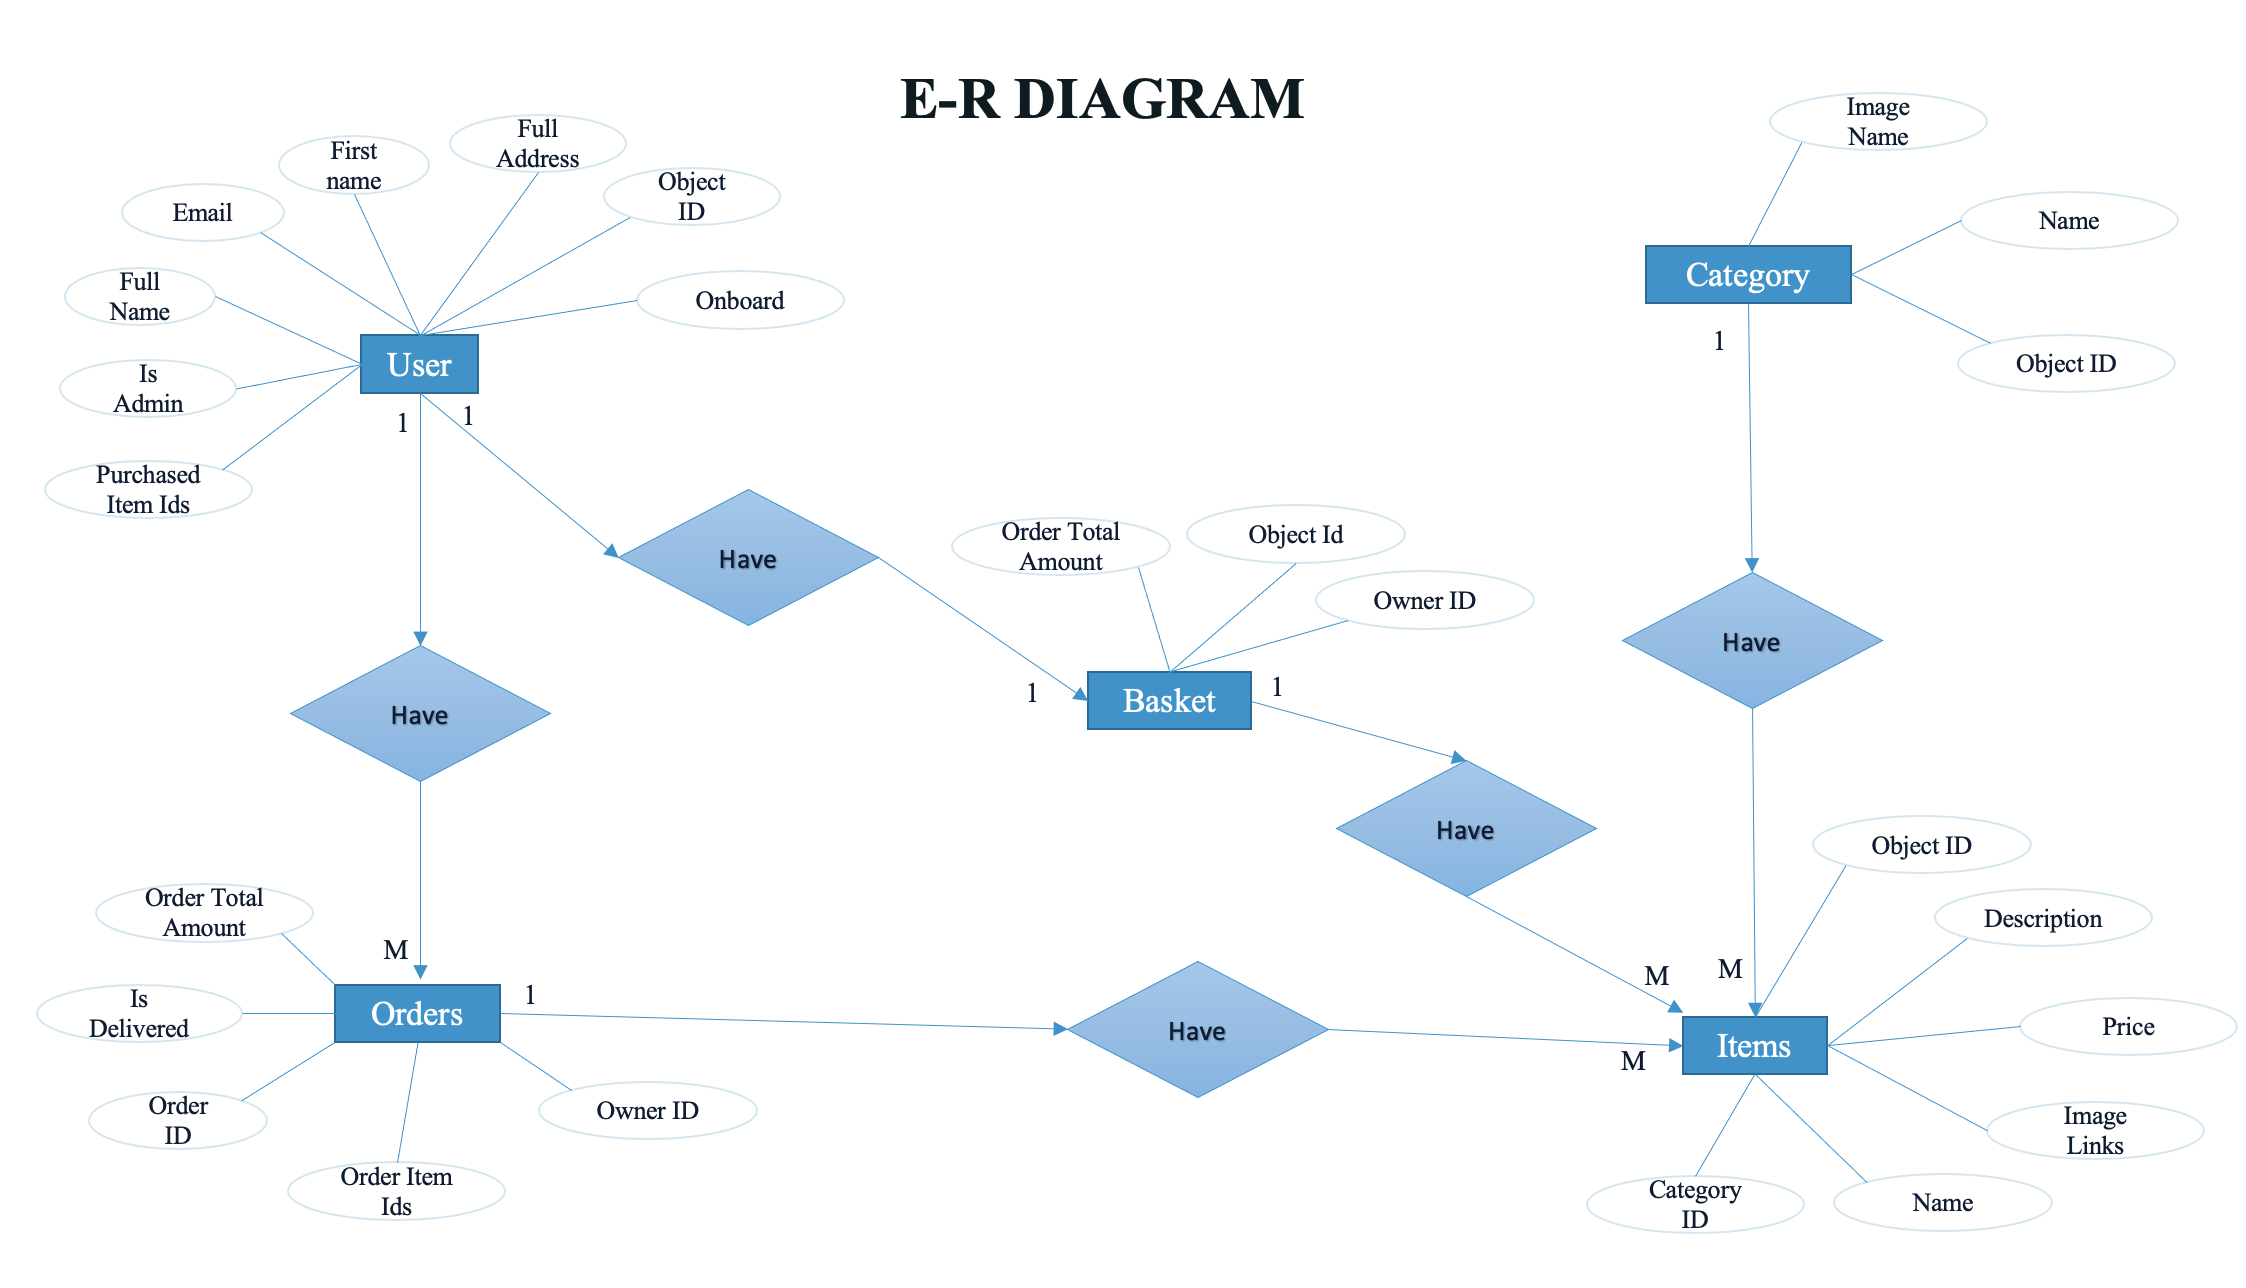 E-R DIAGRAM
Full
Address
First
name
Object
ID
Email
Full
Name
Onboard
User
Is
Admin
Purchased
Item Ids
1
1
Have
Have
M
Image
Name
Name
Category
Object ID
1
Have
M
Order Total
Amount
Object Id
Owner ID
1
Basket
1
Have
M
Order Total
Amount
Is
Delivered
Orders
1
Order
ID
Order Item
Ids
Owner ID
Have
M
Items
Object ID
Description
Price
Image
Links
Name
Category
ID